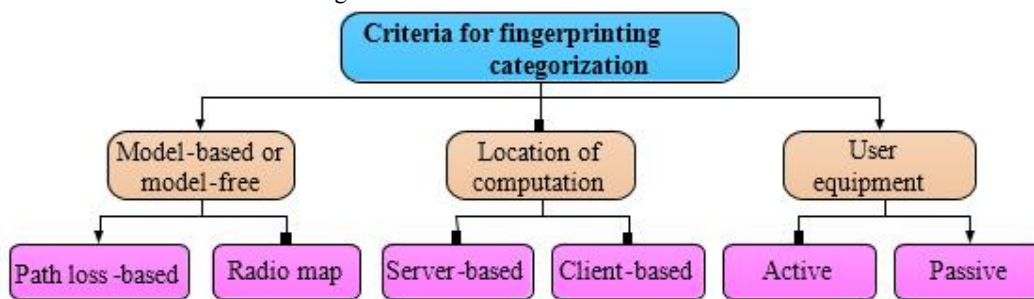 Criteria for fingerprinting
categorization
Model-based or
model-free
Location of
computation
User
equipment
Path loss -based
Radio map
Server-based
Client-based
Active
Passive